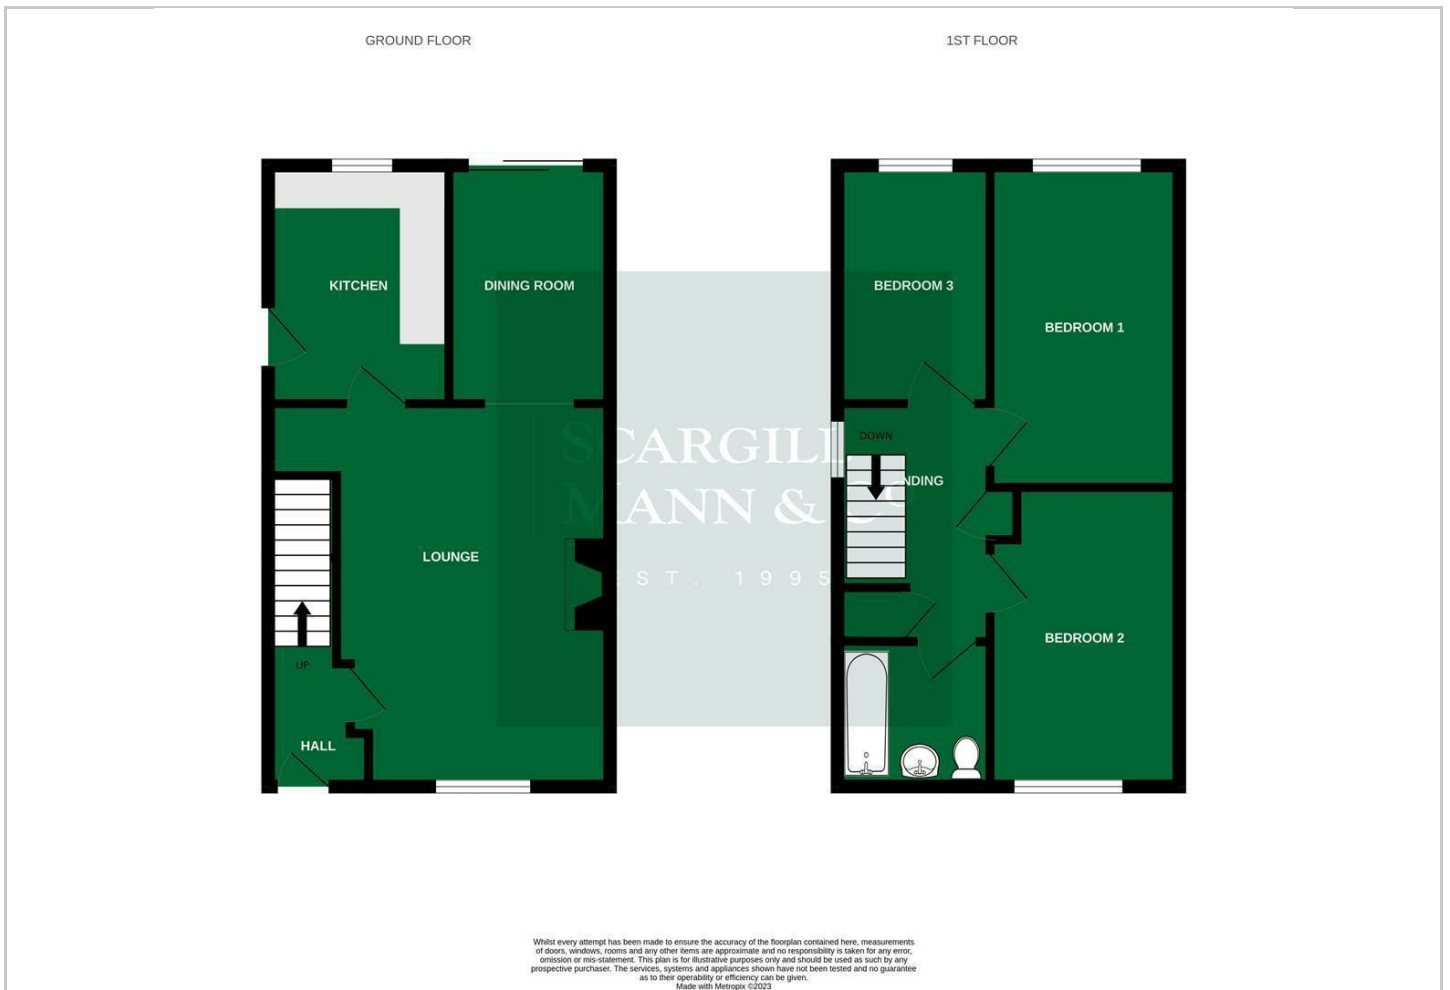 GROUND FLOOR
1ST FLOOR
KITCHEN
DINING ROOM
BEDROOM 3
BEDROOM 1
DOWN
NDING
SCARGILL
MANN & CO
EST. 1995
LOUNGE
BEDROOM 2
UP
HALL
Whilst every attempt has been made to ensure the accuracy of the floorplan contained here, measurements
of doors, windows, rooms and any other items are approximate and no responsibility is taken for any error,
omission or mis-statement. This plan is for illustrative purposes only and should be used as such by any
prospective purchaser. The services, systems and appliances shown have not been tested and no guarantee
as to their operability or efficiency can be given.
Made with Metropix ©2023